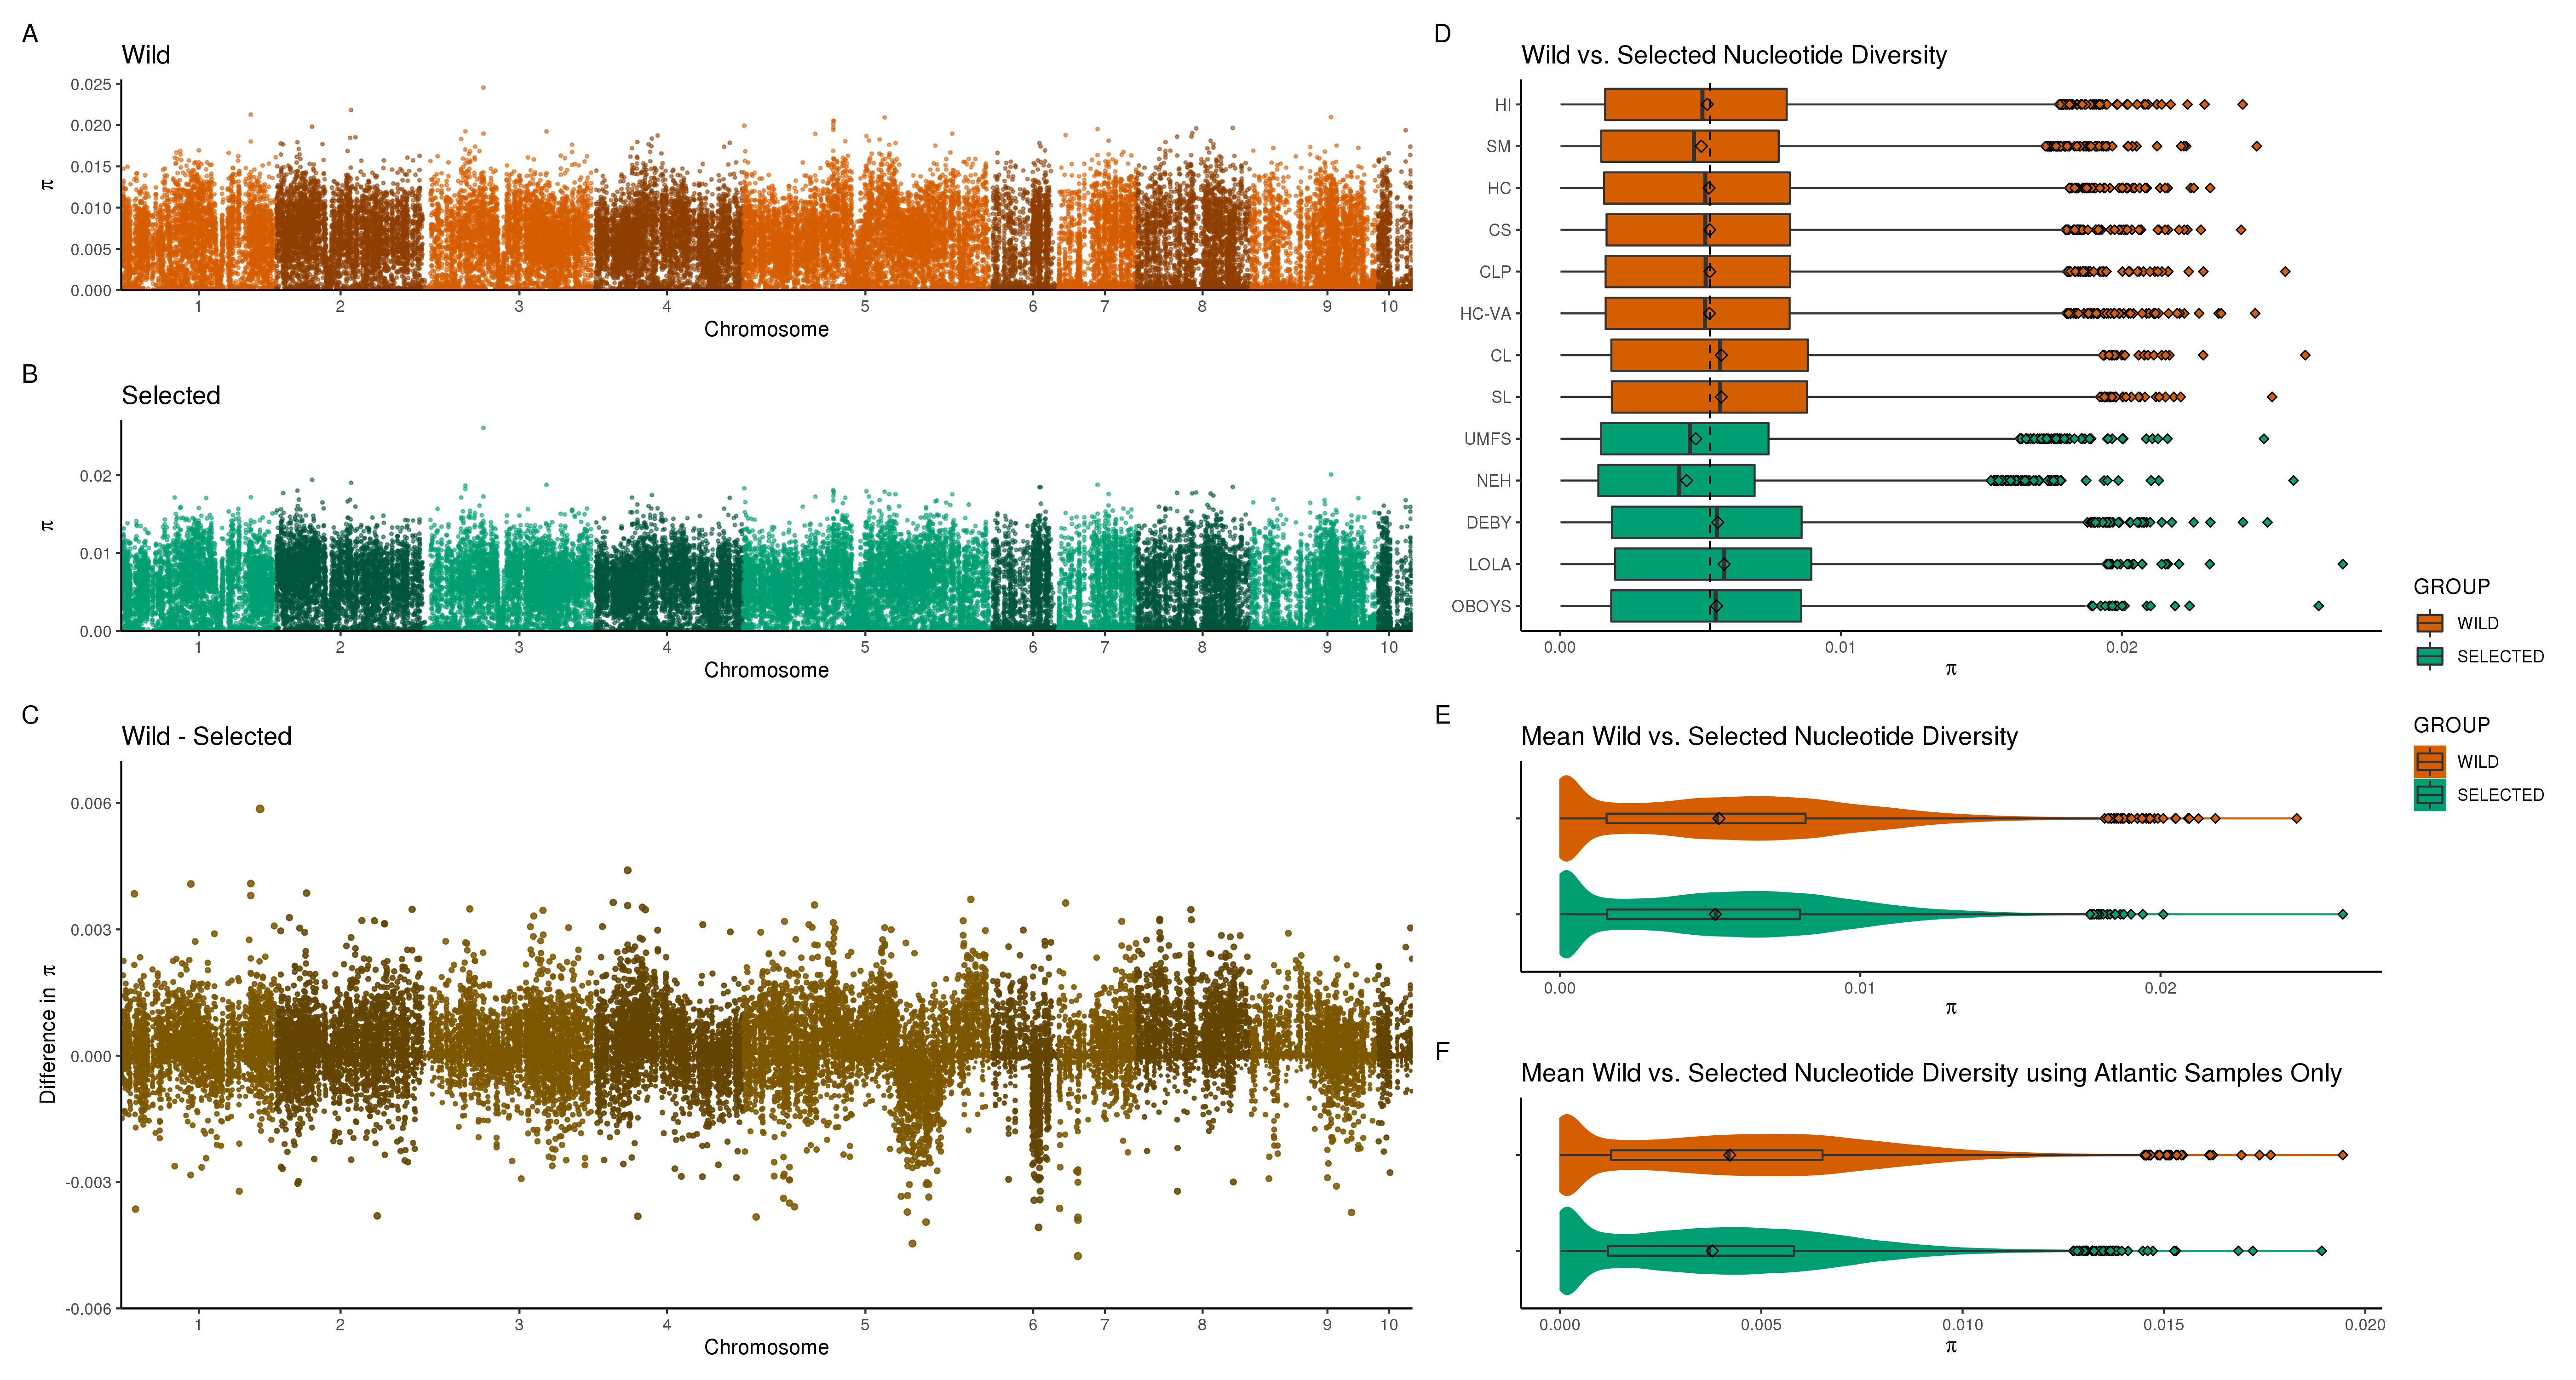 A
Wild
0.025
0.020
0.015
0.010
0.005
0.000
π
1 2 3 4 5 6 7 8 9 10
Chromosome
B
Selected
0.02
0.01
0.00
π
1 2 3 4 5 6 7 8 9 10
Chromosome
C
Wild - Selected
0.006
0.003
0.000
-0.003
-0.006
Difference in π
1 2 3 4 5 6 7 8 9 10
Chromosome
D
Wild vs. Selected Nucleotide Diversity
HI
SM
HC
CS
CLP
HC-VA
CL
SL
UMFS
NEH
DEBY
LOLA
OBOYS
0.00 0.01 0.02
π
GROUP
WILD
SELECTED
E
Mean Wild vs. Selected Nucleotide Diversity
0.00 0.01 0.02
π
GROUP
WILD
SELECTED
F
Mean Wild vs. Selected Nucleotide Diversity using Atlantic Samples Only
0.000 0.005 0.010 0.015 0.020
π